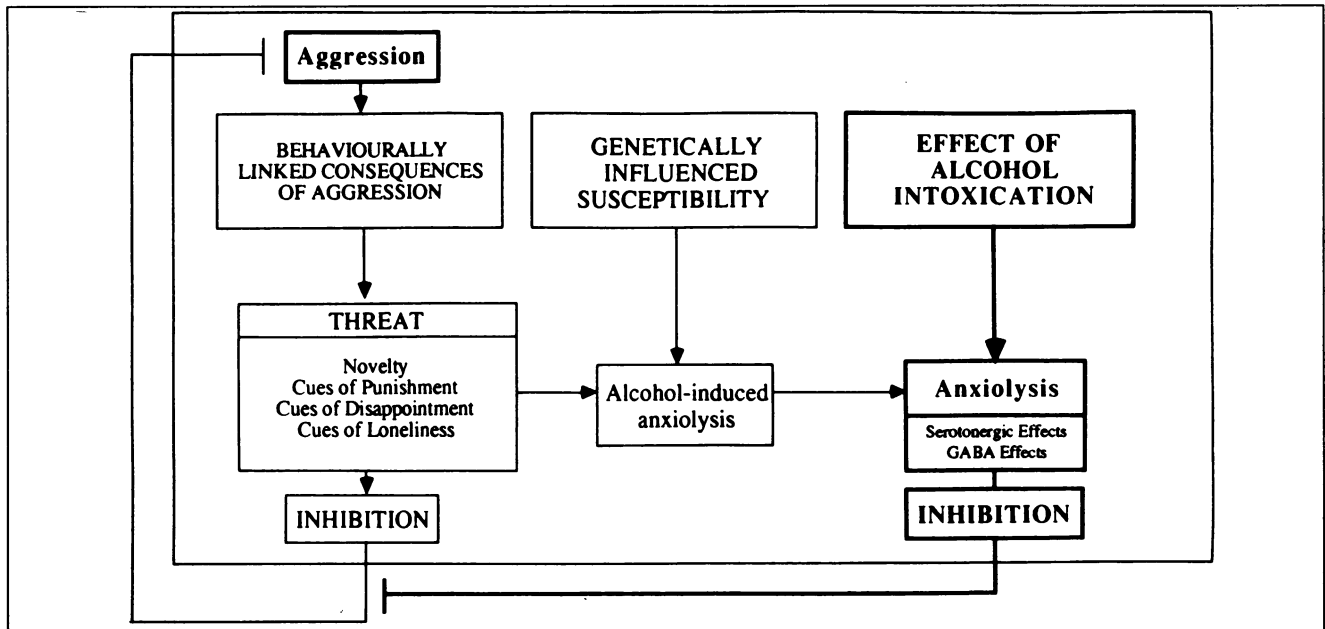 Aggression
BEHAVIOURALLY
LINKED CONSEQUENCES
OF AGGRESSION
GENETICALLY
INFLUENCED
SUSCEPTIBILITY
EFFECT OF
ALCOHOL
INTOXICATION
THREAT
Novelty
Cues of Punishment
Cues of Disappointment
Cues of Loneliness
Alcohol-induced
anxiolysis
Anxiolysis
Serotonergic Effects
GABA Effects
INHIBITION
INHIBITION